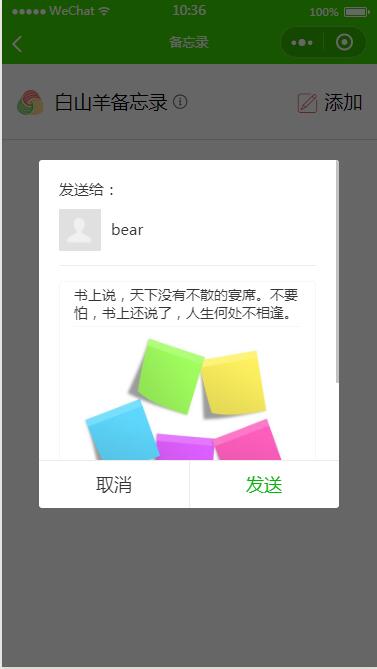 WeChat 10:36 100%
备忘录
白山羊备忘录 添加
发送给：
bear
书上说，天下没有不散的宴席。不要
怕，书上还说了，人生何处不相逢。
取消 发送